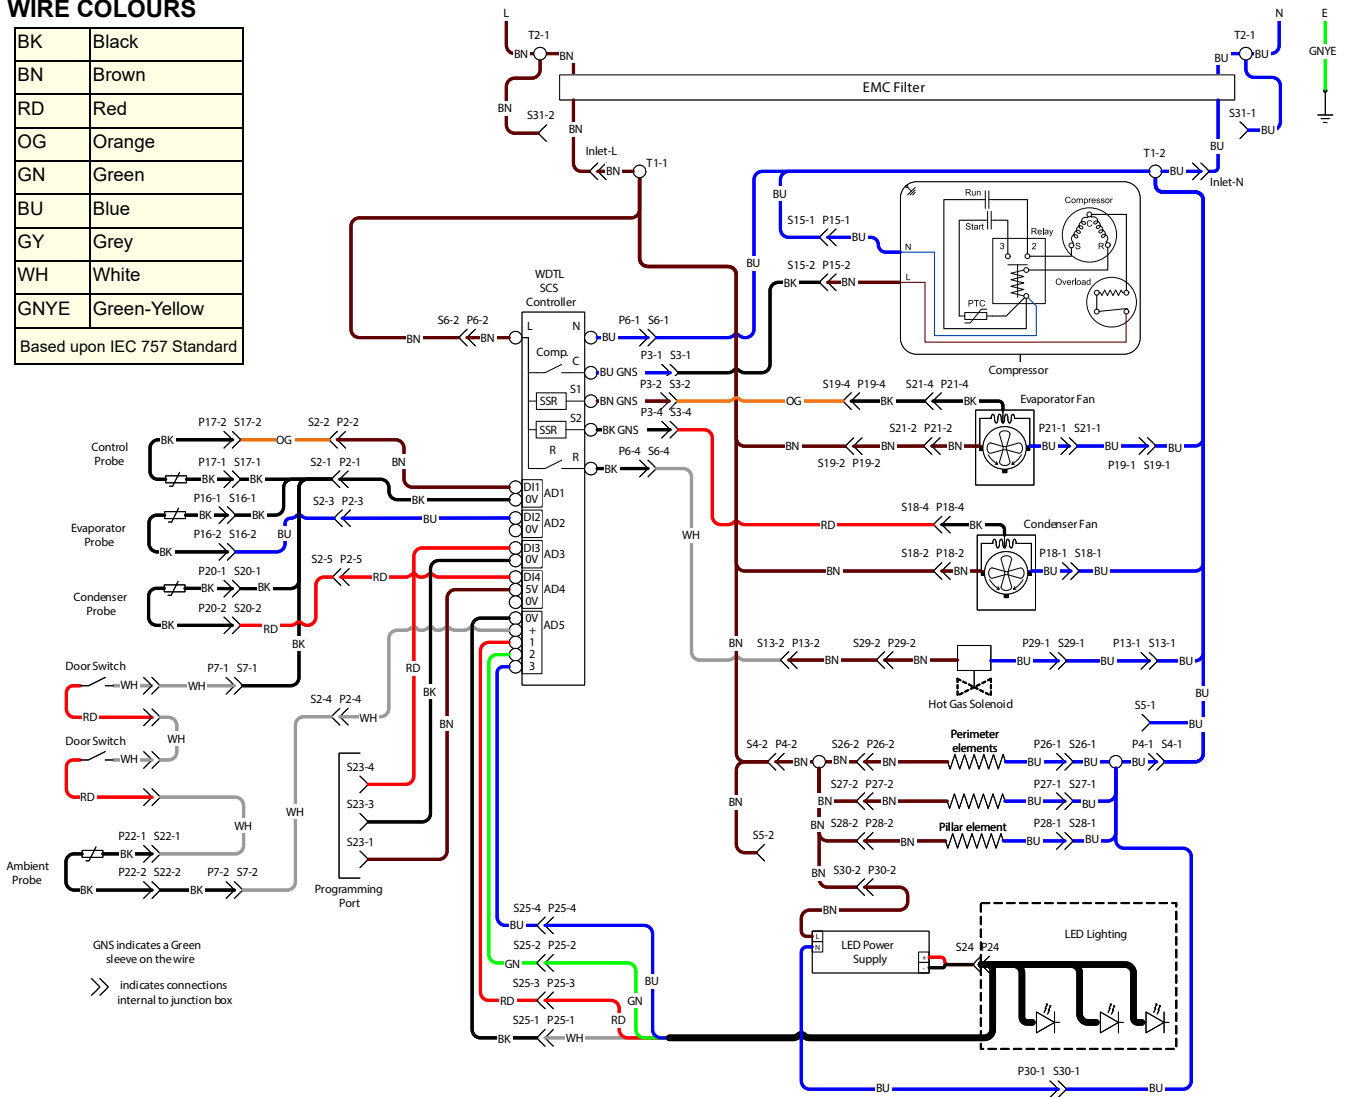 WIRE COLOURS
BK Black
BN Brown
RD Red
OG Orange
GN Green
BU Blue
GY Grey
WH White
GNYE Green-Yellow
Based upon IEC 757 Standard
L
N
E
T2-1
T2-1
BN
BN
BU
BU
GNYE
EMC Filter
BN
S31-2
S31-1
BN
BU
BU
Inlet-L
BN
T1-1
T1-2
BU
Inlet-N
BU
S15-1 P15-1
BU
BU
S15-2 P15-2
BK
BN
N
L
Run
Start
Relay
3
2
PTC
Compressor
C
S
R
Overload
Compressor
WDTL
SCS
Controller
L
N
S6-2 P6-2
BN
BN
P6-1 S6-1
BU
Comp.
C
P3-1 S3-1
BU GNS
SSR
S1
P3-2 S3-2
BN GNS
OG
S19-4 P19-4
BK
S21-4 P21-4
BK
Evaporator Fan
SSR
S2
P3-4 S3-4
BK GNS
BN
S19-2 P19-2
BN
S21-2 P21-2
BN
P21-1 S21-1
BU
BU
P19-1 S19-1
BU
R
R
P6-4 S6-4
BK
Control
Probe
P17-2 S17-2
BK
OG
S2-2 P2-2
BN
P17-1 S17-1
BK
BK
S2-1 P2-1
BK
DI1
0V
AD1
Evaporator
Probe
P16-1 S16-1
BK
BK
P16-2 S16-2
BK
BU
S2-3 P2-3
BU
DI2
0V
AD2
WH
RD
S18-4 P18-4
BK
Condenser Fan
DI3
0V
AD3
BN
S18-2 P18-2
BN
P18-1 S18-1
BU
BU
Condenser
Probe
P20-1 S20-1
BK
BK
P20-2 S20-2
BK
RD
S2-5 P2-5
RD
DI4
5V
0V
AD4
0V
+
1
2
3
AD5
BK
BN
S13-2 P13-2
BN
S29-2 P29-2
BN
P29-1 S29-1
BU
BU
P13-1 S13-1
BU
Hot Gas Solenoid
Door Switch
WH
WH
P7-1 S7-1
RD
WH
Door Switch
WH
RD
WH
S2-4 P2-4
WH
WH
RD
BK
BN
BU
S5-1
BU
Ambient
Probe
P22-1 S22-1
BK
P22-2 S22-2
BK
BK
P7-2 S7-2
S23-4
S23-3
S23-1
Programming
Port
S4-2 P4-2
BN
S26-2 P26-2
BN
BN
Perimeter
elements
P26-1 S26-1
BU
BU
P4-1 S4-1
BU
BN
S27-2 P27-2
BN
BN
P27-1 S27-1
BU
BU
BN
S28-2 P28-2
BN
BN
Pillar element
P28-1 S28-1
BU
BU
S5-2
BN
S30-2 P30-2
BN
L
N
LED Power
Supply
+
-
S24 P24
LED Lighting
S25-4 P25-4
BU
S25-2 P25-2
GN
S25-3 P25-3
RD
S25-1 P25-1
BK
WH
BU
GN
RD
P30-1 S30-1
BU
BU
GNS indicates a Green
sleeve on the wire
indicates connections
internal to junction box